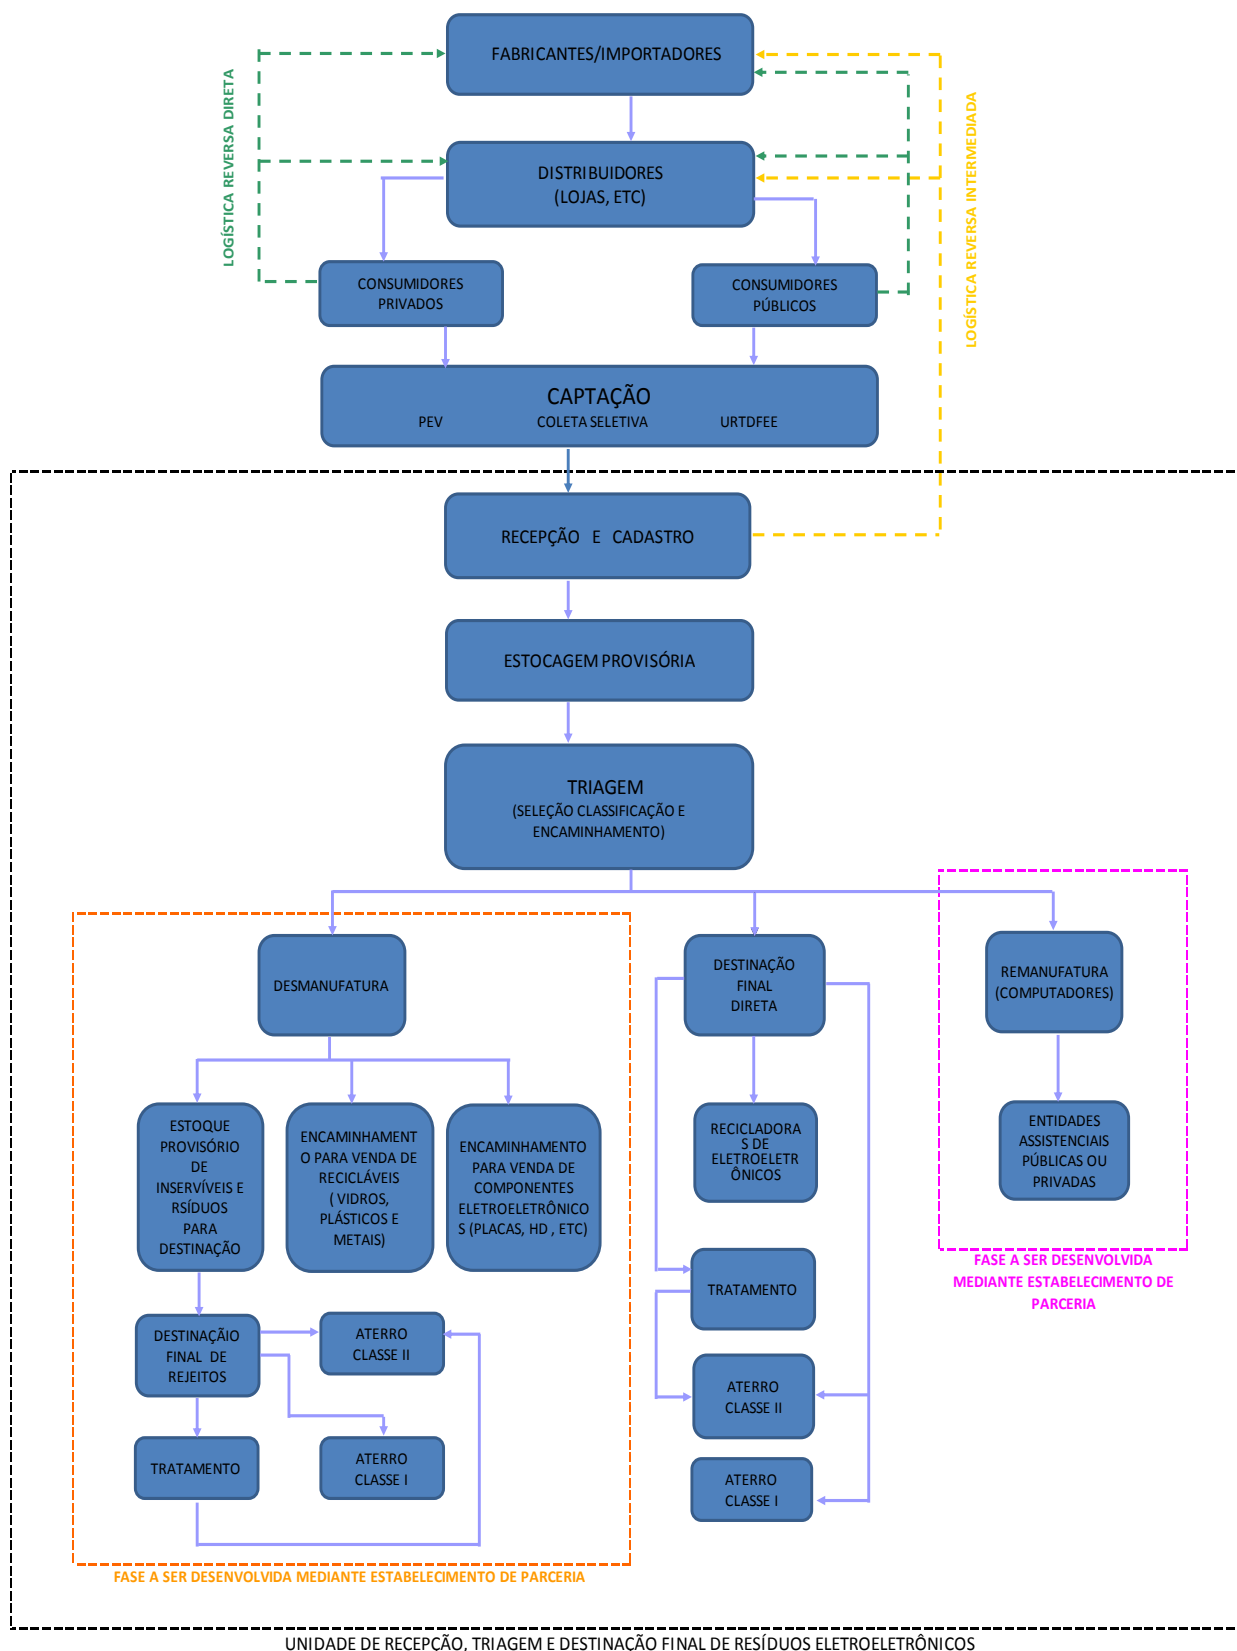 FABRICANTES/IMPORTADORES
LOGÍSTICA REVERSA DIRETA
LOGÍSTICA REVERSA INTERMEDIADA
DISTRIBUIDORES
(LOJAS, ETC)
CONSUMIDORES
PRIVADOS
CONSUMIDORES
PÚBLICOS
CAPTAÇÃO
PEV COLETA SELETIVA URTDFEE
RECEPÇÃO E CADASTRO
ESTOCAGEM PROVISÓRIA
TRIAGEM
(SELEÇÃO CLASSIFICAÇÃO E
ENCAMINHAMENTO)
DESMANUFATURA
DESTINAÇÃO
FINAL
DIRETA
REMANUFATURA
(COMPUTADORES)
ESTOQUE
PROVISÓRIO
DE
INSERVÍVEIS E
RSÍDUOS
PARA
DESTINAÇÃO
ENCAMINHAMENT
O PARA VENDA DE
RECICLÁVEIS
( VIDROS,
PLÁSTICOS E
METAIS)
ENCAMINHAMENTO
PARA VENDA DE
COMPONENTES
ELETROELETRÔNICO
S (PLACAS, HD , ETC)
RECICLADORA
S DE
ELETROELETR
ÔNICOS
ENTIDADES
ASSISTENCIAIS
PÚBLICAS OU
PRIVADAS
FASE A SER DESENVOLVIDA
MEDIANTE ESTABELECIMENTO DE
PARCERIA
TRATAMENTO
DESTINAÇÃIO
FINAL DE
REJEITOS
ATERRO
CLASSE II
ATERRO
CLASSE II
TRATAMENTO
ATERRO
CLASSE I
ATERRO
CLASSE I
FASE A SER DESENVOLVIDA MEDIANTE ESTABELECIMENTO DE PARCERIA
UNIDADE DE RECEPÇÃO, TRIAGEM E DESTINAÇÃO FINAL DE RESÍDUOS ELETROELETRÔNICOS